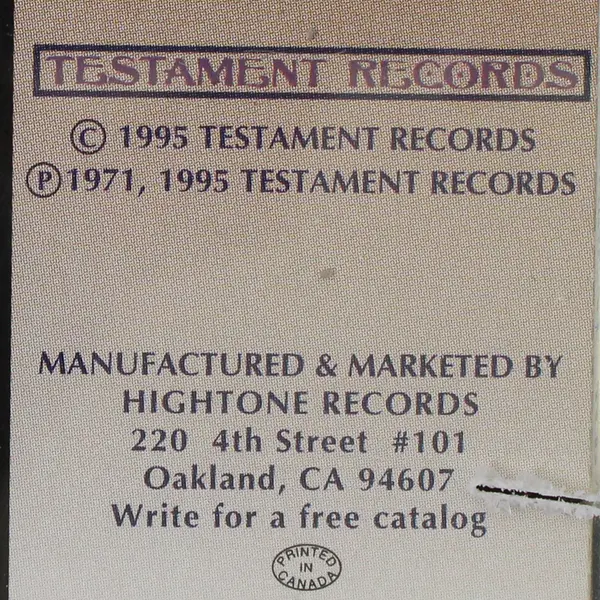 TESTAMENT RECORDS
© 1995 TESTAMENT RECORDS
℗ 1971, 1995 TESTAMENT RECORDS
MANUFACTURED & MARKETED BY
HIGHTONE RECORDS
220 4th Street #101
Oakland, CA 94607
Write for a free catalog
PRINTED
IN
CANADA